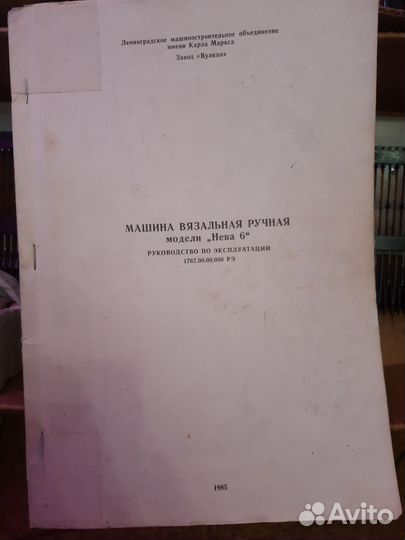 Ленинградское машиностроительное объединение
имени Карла Маркса
Завод «Вулкан»
МАШИНА ВЯЗАЛЬНАЯ РУЧНАЯ
модели „Нева 6“
РУКОВОДСТВО ПО ЭКСПЛУАТАЦИИ
1767.00.00.000 РЭ
1985
Avito